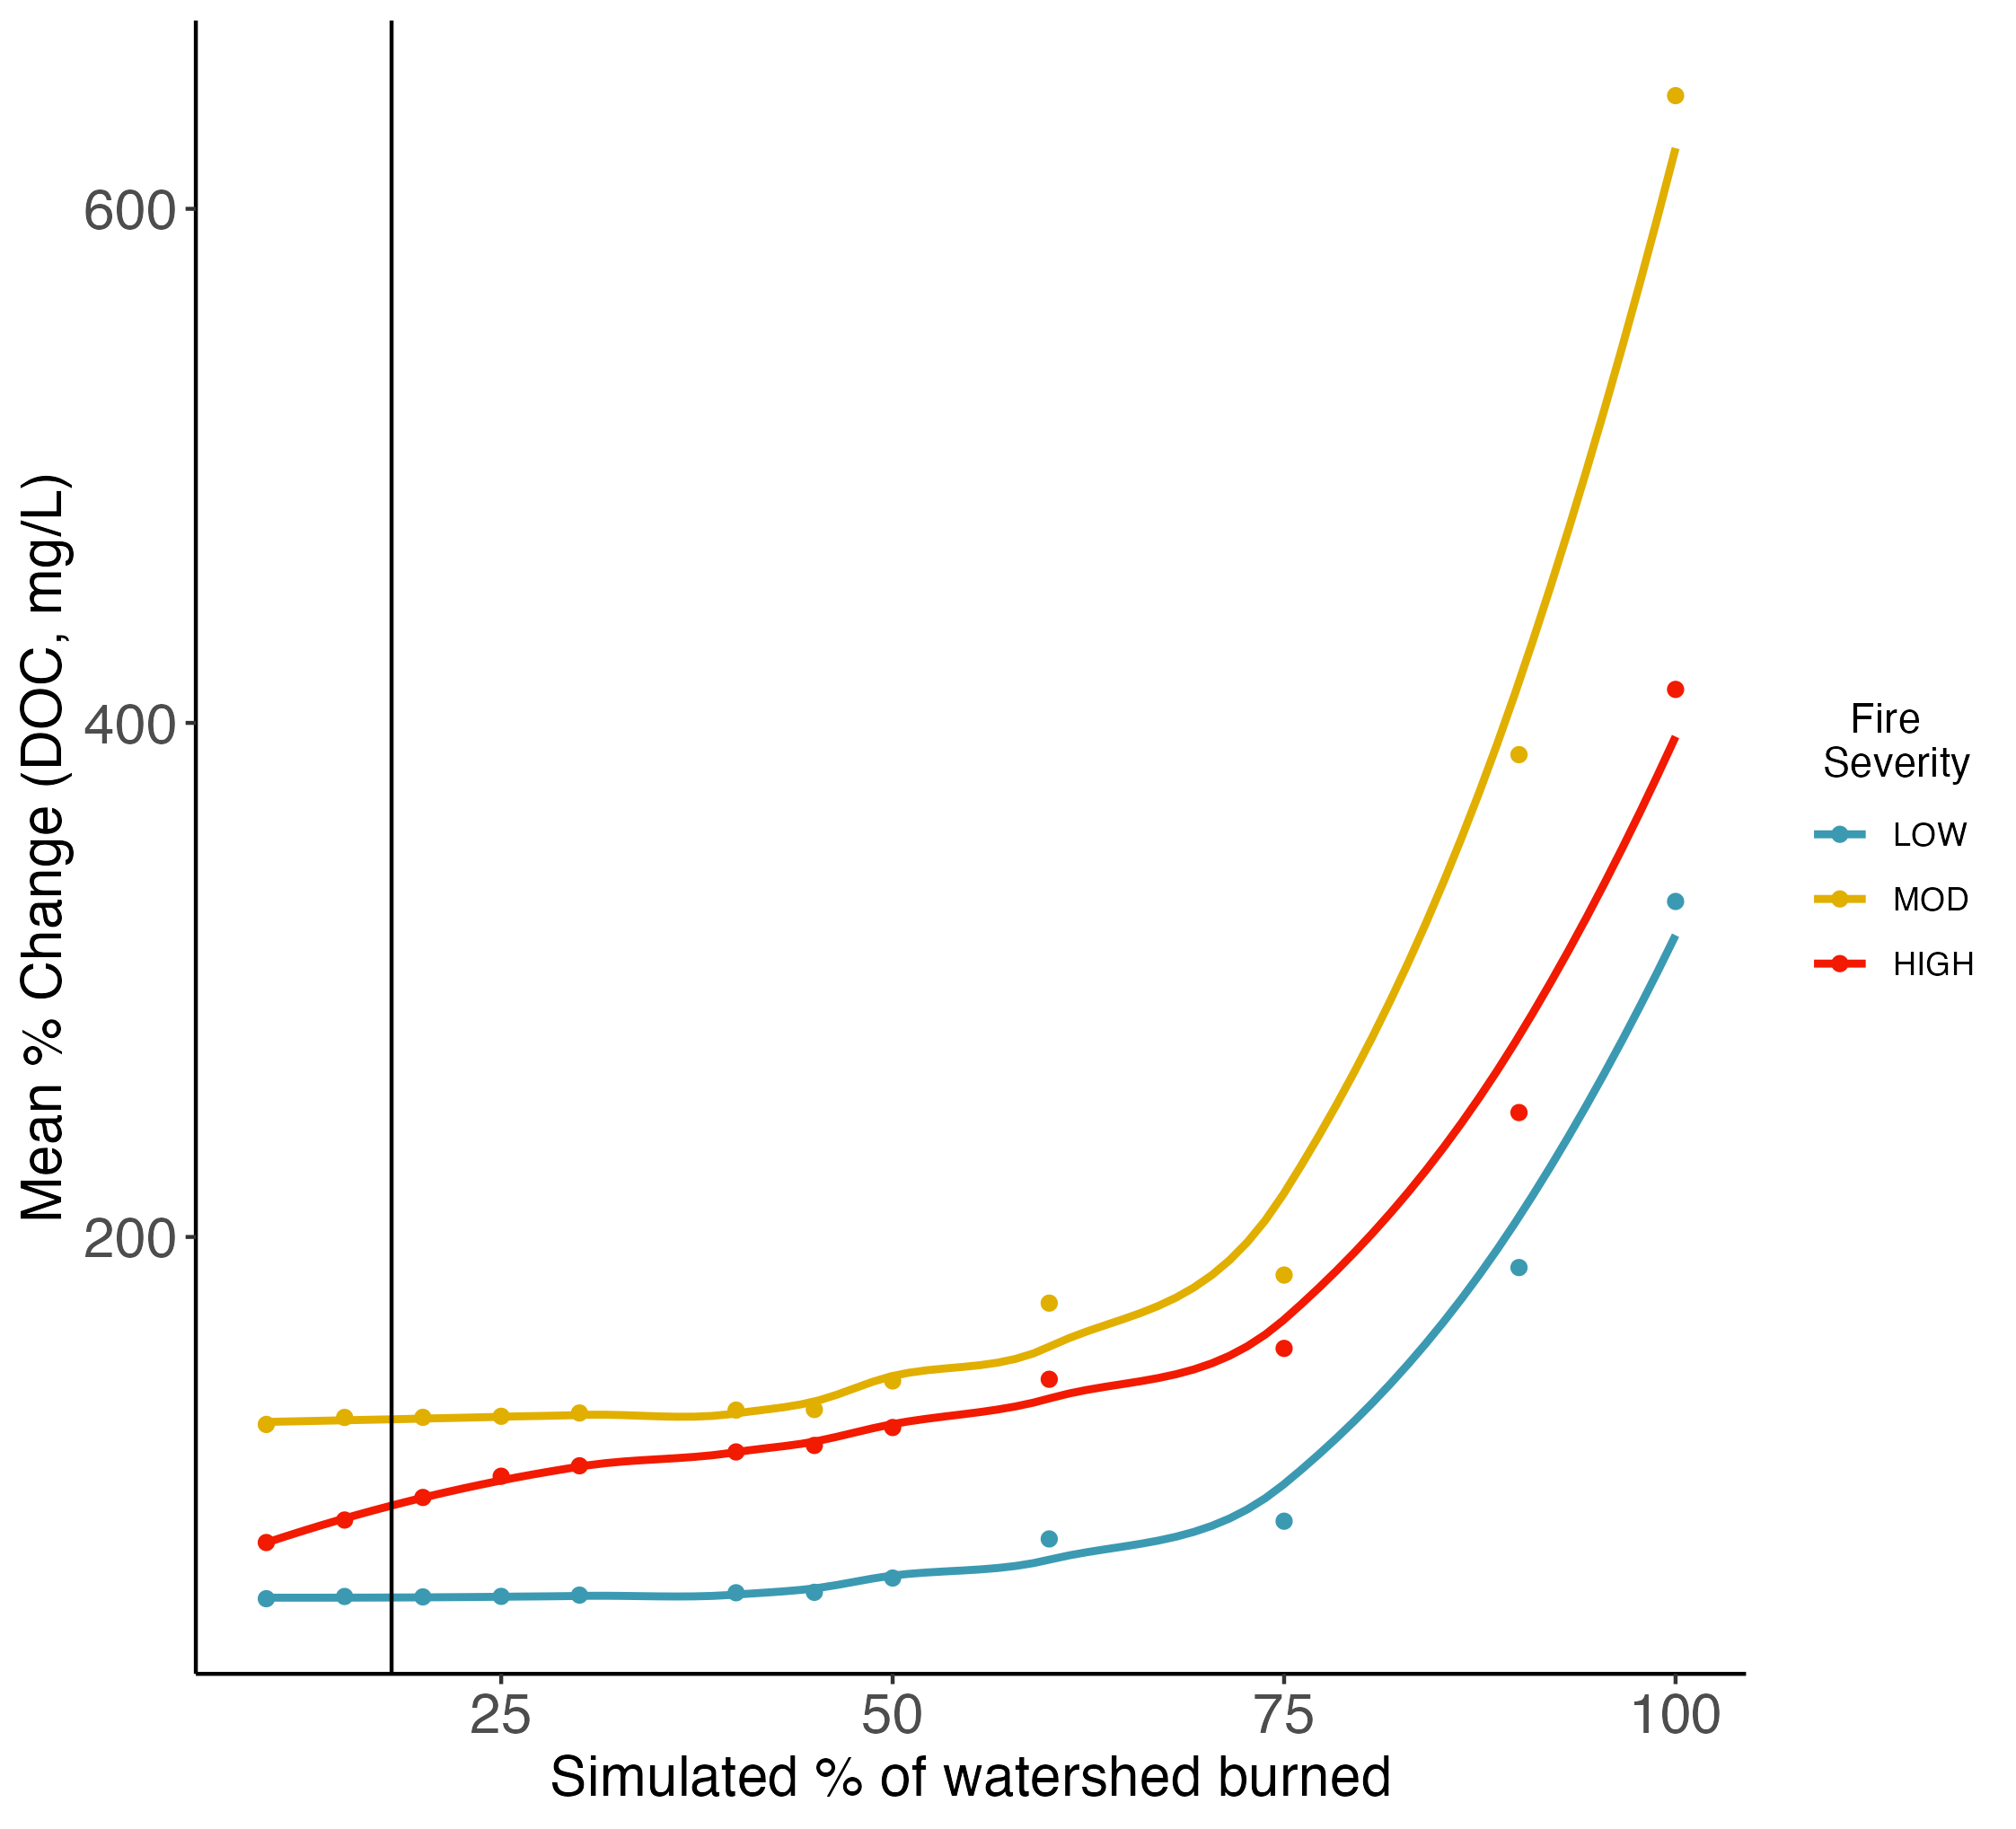 Mean % Change (DOC, mg/L)
600
400
200
25
50
75
100
Simulated % of watershed burned
Fire
Severity
LOW
MOD
HIGH